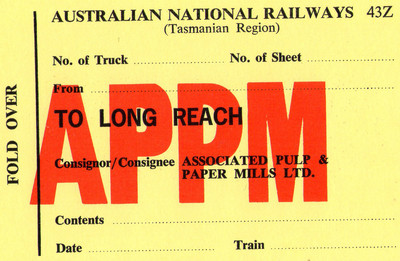 AUSTRALIAN NATIONAL RAILWAYS 43Z
(Tasmanian Region)
No. of Truck ............ No. of Sheet ............
From ............
APPM
TO LONG REACH
Consignor/Consignee ASSOCIATED PULP &
PAPER MILLS LTD.
Contents ............
Date ............ Train ............
FOLD OVER